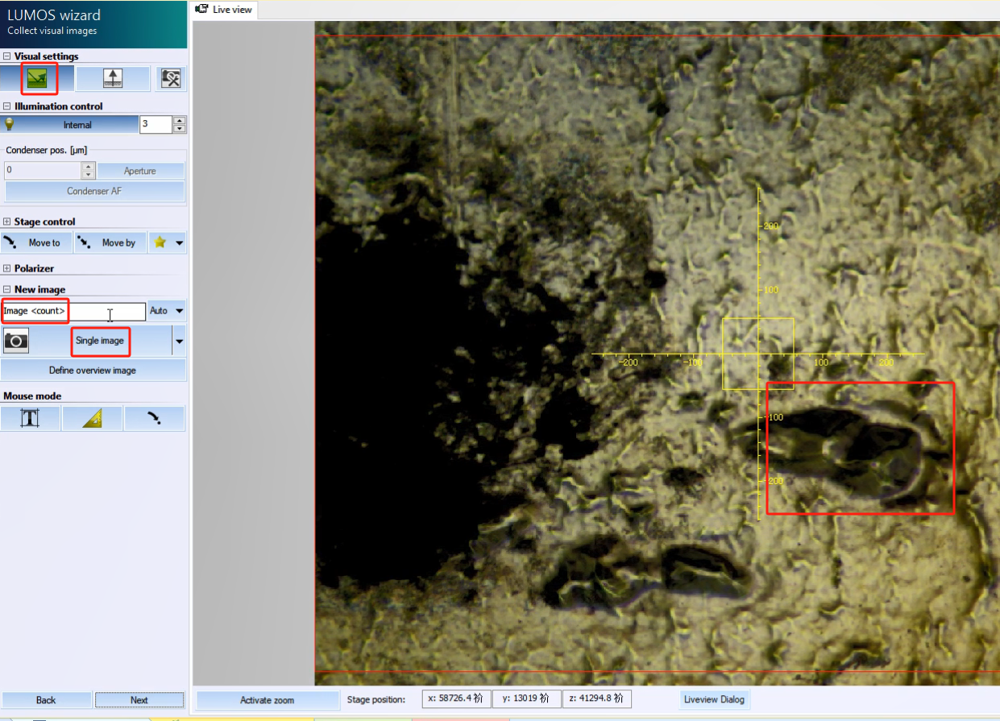 LUMOS wizard
Collect visual images
Live view
Visual settings
Illumination control
Internal
3
Condenser pos. [µm]
0
Aperture
Condenser AF
Stage control
Move to
Move by
Polarizer
New image
Image <count>
Auto
Single image
Define overview image
Mouse mode
T
200
100
-200
-100
100
200
-100
-200
Back
Next
Activate zoom
Stage position:
x: 58726.4 祄
y: 13019 祄
z: 41294.8 祄
Liveview Dialog